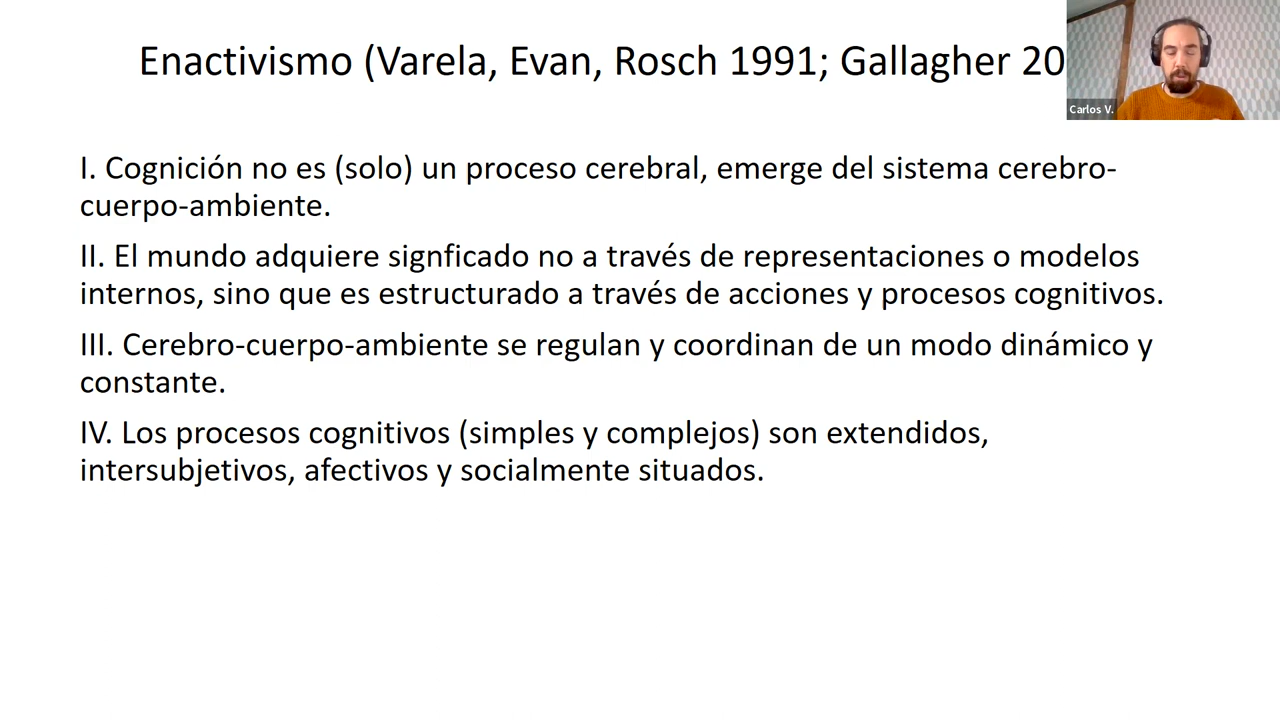 Enactivismo (Varela, Evan, Rosch 1991; Gallagher 20
Carlos V.
I. Cognición no es (solo) un proceso cerebral, emerge del sistema cerebro-
cuerpo-ambiente.
II. El mundo adquiere signficado no a través de representaciones o modelos
internos, sino que es estructurado a través de acciones y procesos cognitivos.
III. Cerebro-cuerpo-ambiente se regulan y coordinan de un modo dinámico y
constante.
IV. Los procesos cognitivos (simples y complejos) son extendidos,
intersubjetivos, afectivos y socialmente situados.